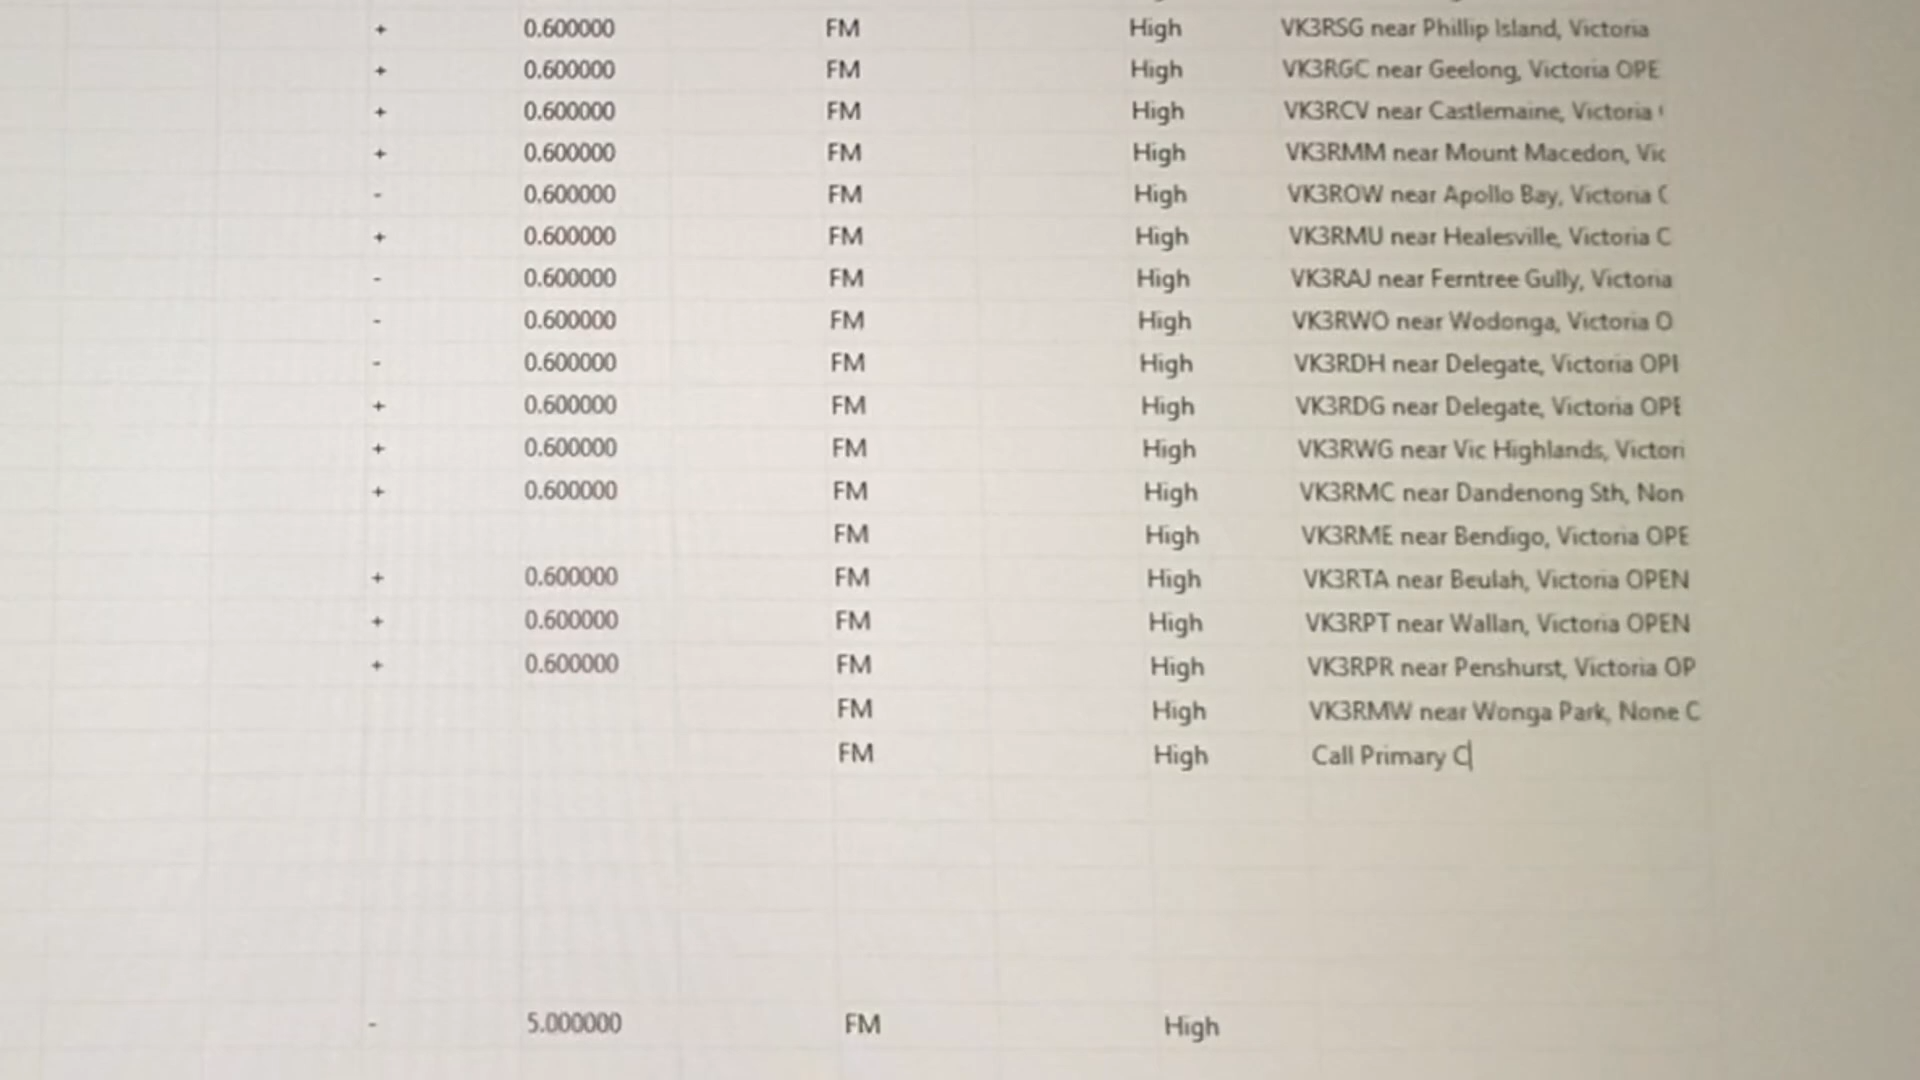 + 0.600000 FM High VK3RSG near Phillip Island, Victoria
+ 0.600000 FM High VK3RGC near Geelong, Victoria OPE
+ 0.600000 FM High VK3RCV near Castlemaine, Victoria
+ 0.600000 FM High VK3RMM near Mount Macedon, Vic
- 0.600000 FM High VK3ROW near Apollo Bay, Victoria C
+ 0.600000 FM High VK3RMU near Healesville, Victoria C
- 0.600000 FM High VK3RAJ near Ferntree Gully, Victoria
- 0.600000 FM High VK3RWO near Wodonga, Victoria O
- 0.600000 FM High VK3RDH near Delegate, Victoria OPI
+ 0.600000 FM High VK3RDG near Delegate, Victoria OPE
+ 0.600000 FM High VK3RWG near Vic Highlands, Victori
+ 0.600000 FM High VK3RMC near Dandenong Sth, Non
FM High VK3RME near Bendigo, Victoria OPE
+ 0.600000 FM High VK3RTA near Beulah, Victoria OPEN
+ 0.600000 FM High VK3RPT near Wallan, Victoria OPEN
+ 0.600000 FM High VK3RPR near Penshurst, Victoria OP
FM High VK3RMW near Wonga Park, None C
FM High Call Primary C
- 5.000000 FM High